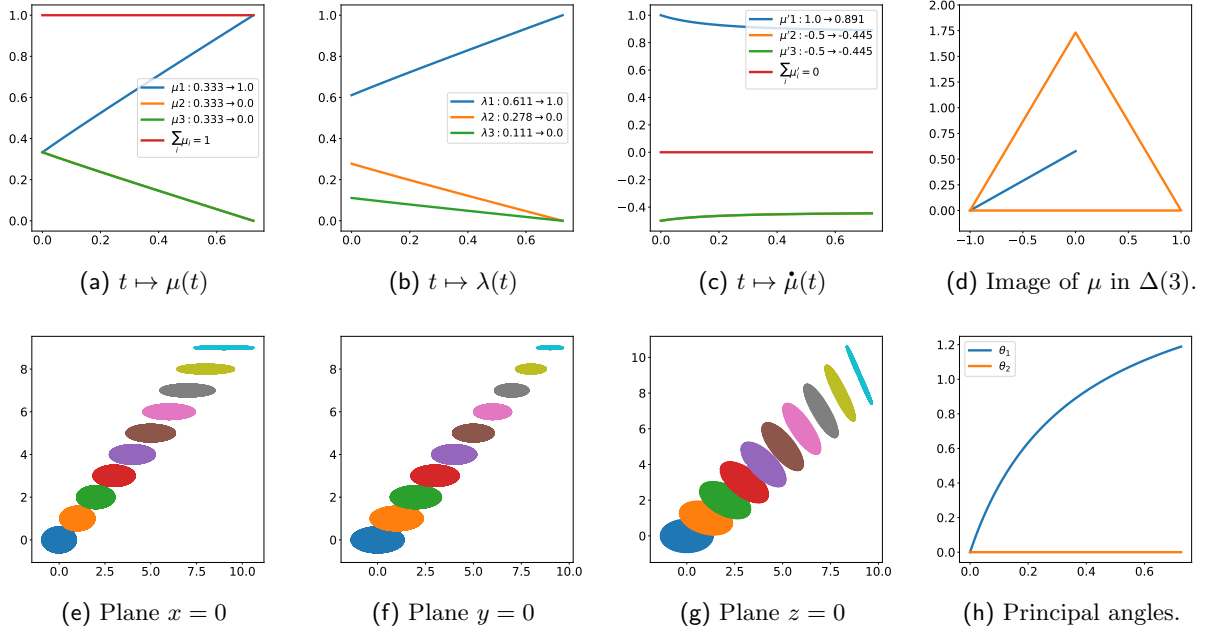 1.0
0.8
0.6
0.4
0.2
0.0
0.0 0.2 0.4 0.6
μ1 : 0.333→1.0
μ2 : 0.333→0.0
μ3 : 0.333→0.0
∑μᵢ = 1
i
(a) t ↦ μ(t)
1.0
0.8
0.6
0.4
0.2
0.0
0.0 0.2 0.4 0.6
λ1 : 0.611→1.0
λ2 : 0.278→0.0
λ3 : 0.111→0.0
(b) t ↦ λ(t)
1.0
0.8
0.6
0.4
0.2
0.0
−0.2
−0.4
0.0 0.2 0.4 0.6
μ′1 : 1.0→0.891
μ′2 : -0.5→-0.445
μ′3 : -0.5→-0.445
∑μ′ᵢ = 0
i
(c) t ↦ μ̇(t)
2.00
1.75
1.50
1.25
1.00
0.75
0.50
0.25
0.00
−1.0 −0.5 0.0 0.5 1.0
(d) Image of μ in Δ(3).
8
6
4
2
0
0.0 2.5 5.0 7.5 10.0
(e) Plane x = 0
8
6
4
2
0
0.0 2.5 5.0 7.5 10.0
(f) Plane y = 0
10
8
6
4
2
0
0.0 2.5 5.0 7.5 10.0
(g) Plane z = 0
1.2
1.0
0.8
0.6
0.4
0.2
0.0
0.0 0.2 0.4 0.6
θ₁
θ₂
(h) Principal angles.